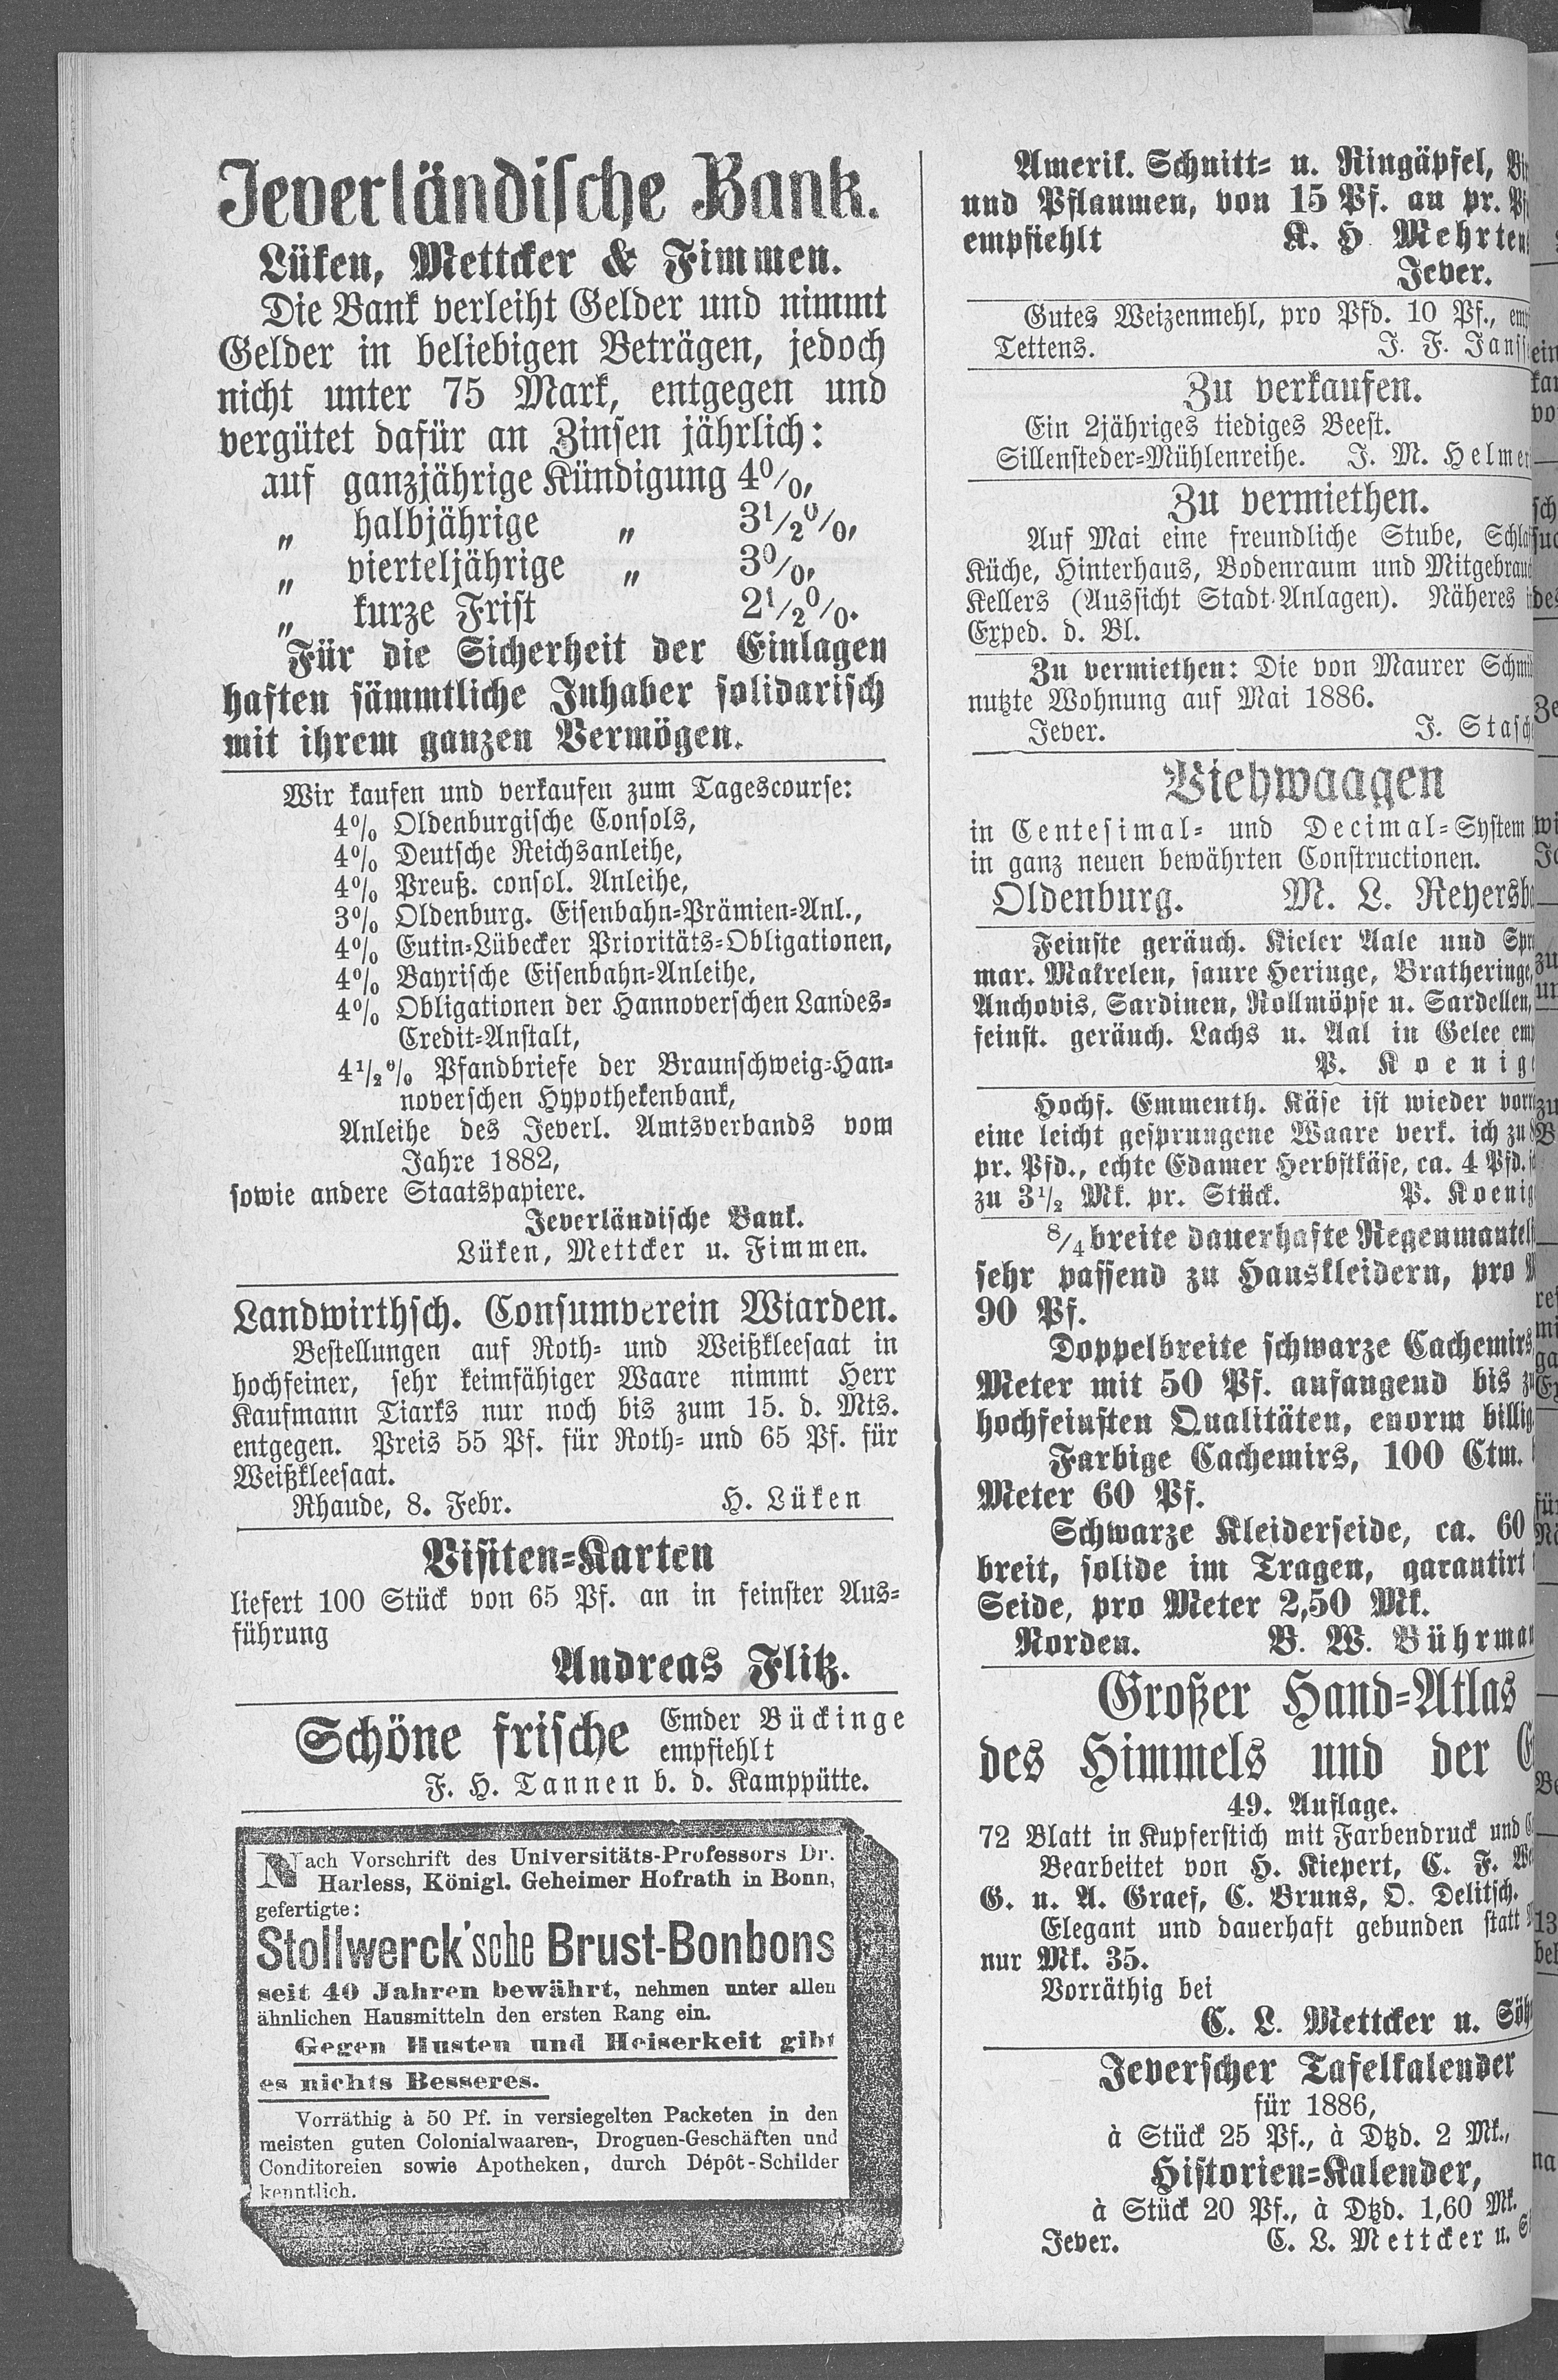 Jeverländische Bank.
Lüken, Mettcker & Fimmen.
Die Bank verleiht Gelder und nimmt
Gelder in beliebigen Beträgen, jedoch
nicht unter 75 Mark, entgegen und
vergütet dafür an Zinsen jährlich:
auf ganzjährige Kündigung 4%,
„ halbjährige „ 3½%,
„ vierteljährige „ 3%,
„ kurze Frist 2½%.
Für die Sicherheit der Einlagen
haften sämmtliche Inhaber solidarisch
mit ihrem ganzen Vermögen.
Wir kaufen und verkaufen zum Tagescourse:
4% Oldenburgische Consols,
4% Deutsche Reichsanleihe,
4% Preuß. consol. Anleihe,
3% Oldenburg. Eisenbahn-Prämien-Anl.,
4% Eutin-Lübecker Prioritäts-Obligationen,
4% Bayrische Eisenbahn-Anleihe,
4% Obligationen der Hannoverschen Landes-
Credit-Anstalt,
4½% Pfandbriefe der Braunschweig-Han-
noverschen Hypothekenbank,
Anleihe des Jeverl. Amtsverbands vom
Jahre 1882,
sowie andere Staatspapiere.
Jeverländische Bank.
Lüken, Mettcker u. Fimmen.
Landwirthsch. Consumverein Wiarden.
Bestellungen auf Roth- und Weißkleesaat in
hochfeiner, sehr keimfähiger Waare nimmt Herr
Kaufmann Tiarks nur noch bis zum 15. d. Mts.
entgegen. Preis 55 Pf. für Roth- und 65 Pf. für
Weißkleesaat.
Rhaude, 8. Febr. H. Lüken
Visiten-Karten
liefert 100 Stück von 65 Pf. an in feinster Aus-
führung
Andreas Flitz.
Schöne frische Emder Bückinge
empfiehlt
F. H. Tannen b. d. Kamppütte.
Nach Vorschrift des Universitäts-Professors Dr.
Harless, Königl. Geheimer Hofrath in Bonn,
gefertigte:
Stollwerck'sche Brust-Bonbons
seit 40 Jahren bewährt, nehmen unter allen
ähnlichen Hausmitteln den ersten Rang ein.
Gegen Husten und Heiserkeit gibt
es nichts Besseres.
Vorräthig à 50 Pf. in versiegelten Packeten in den
meisten guten Colonialwaaren-, Droguen-Geschäften und
Conditoreien sowie Apotheken, durch Dépôt-Schilder
kenntlich.
Amerik. Schnitt- u. Ringäpfel,
und Pflaumen, von 15 Pf. an pr.
empfiehlt K. H. Mehrten
Jever.
Gutes Weizenmehl, pro Pfd. 10 Pf.,
Tettens. J. F. Jans
Zu verkaufen.
Ein 2jähriges tiediges Beest.
Sillensteder-Mühlenreihe. J. M. Helmer
Zu vermiethen.
Auf Mai eine freundliche Stube,
Küche, Hinterhaus, Bodenraum und Mitgebrauch
Kellers (Aussicht Stadt-Anlagen). Näheres
Exped. d. Bl.
Zu vermiethen: Die von Maurer
nutzte Wohnung auf Mai 1886.
Jever. J. Stasch
Viehwaagen
in Centesimal- und Decimal-System
in ganz neuen bewährten Constructionen.
Oldenburg. M. L. Reyersb
Feinste geräuch. Kieler Aale und
mar. Makrelen, saure Heringe, Bratheringe,
Anchovis, Sardinen, Rollmöpse u. Sardellen,
feinst. geräuch. Lachs u. Aal in Gelee
P. Koenig
Hochf. Emmenth. Käse ist wieder
eine leicht gesprungene Waare verk. ich zu
pr. Pfd., echte Edamer Herbstkäse, ca. 4 Pfd.
zu 3½ Mk. pr. Stück. P. Koenig
8/4 breite dauerhafte Regenmantel
sehr passend zu Hauskleidern, pro
90 Pf.
Doppelbreite schwarze Cachemirs
Meter mit 50 Pf. anfangend bis
hochfeinsten Qualitäten, enorm billig.
Farbige Cachemirs, 100 Ctm.
Meter 60 Pf.
Schwarze Kleiderseide, ca. 60
breit, solide im Tragen, garantirt
Seide, pro Meter 2,50 Mk.
Norden. B. W. Bührman
Großer Hand-Atlas
des Himmels und der
49. Auflage.
72 Blatt in Kupferstich mit Farbendruck und
Bearbeitet von H. Kiepert, C. F.
G. u. A. Graef, C. Bruns, O. Delitsch.
Elegant und dauerhaft gebunden statt
nur Mk. 35.
Vorräthig bei
C. L. Mettcker u.
Jeverscher Tafelkalender
für 1886,
à Stück 25 Pf., à Dtzd. 2 Mk.,
Historien-Kalender,
à Stück 20 Pf., à Dtzd. 1,60 Mk.
Jever. C. L. Mettcker u.